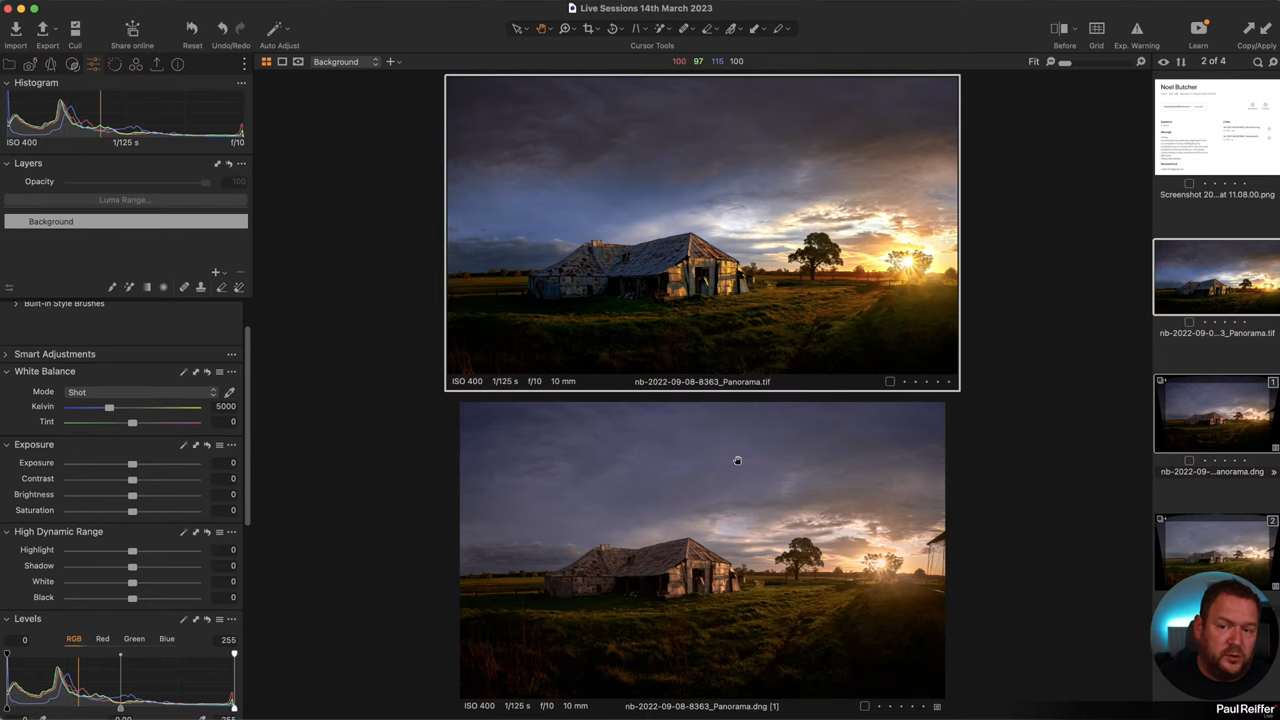 Live Sessions 14th March 2023
Import
Export
Cull
Share online
Reset
Undo/Redo
Auto Adjust
Cursor Tools
Before
Grid
Exp. Warning
Learn
Copy/Apply
Background
100 97 115 100
Fit
2 of 4
Histogram
ISO 400 1/125 s f/10
Layers
Opacity 100
Luma Range...
Background
Built-in Style Brushes
Smart Adjustments
White Balance
Mode Shot
Kelvin 5000
Tint 0
Exposure
Exposure 0
Contrast 0
Brightness 0
Saturation 0
High Dynamic Range
Highlight 0
Shadow 0
White 0
Black 0
Levels
0 RGB Red Green Blue 255
ISO 400 1/125 s f/10 10 mm nb-2022-09-08-8363_Panorama.tif
ISO 400 1/125 s f/10 10 mm nb-2022-09-08-8363_Panorama.dng [1]
Noel Butcher
Screenshot 20...at 11.08.00.png
nb-2022-09-0...3_Panorama.tif
1
nb-2022-09-...anorama.dng
2
Paul Reiffer
Live